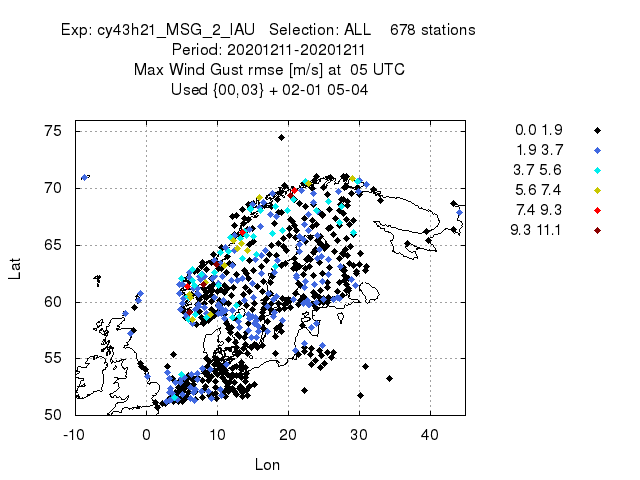 Exp: cy43h21_MSG_2_IAU   Selection: ALL    678 stations
Period: 20201211-20201211
Max Wind Gust rmse [m/s] at  05 UTC
Used {00,03} + 02-01 05-04
0.0 1.9
1.9 3.7
3.7 5.6
5.6 7.4
7.4 9.3
9.3 11.1
75
70
65
60
55
50
Lat
-10 0 10 20 30 40
Lon